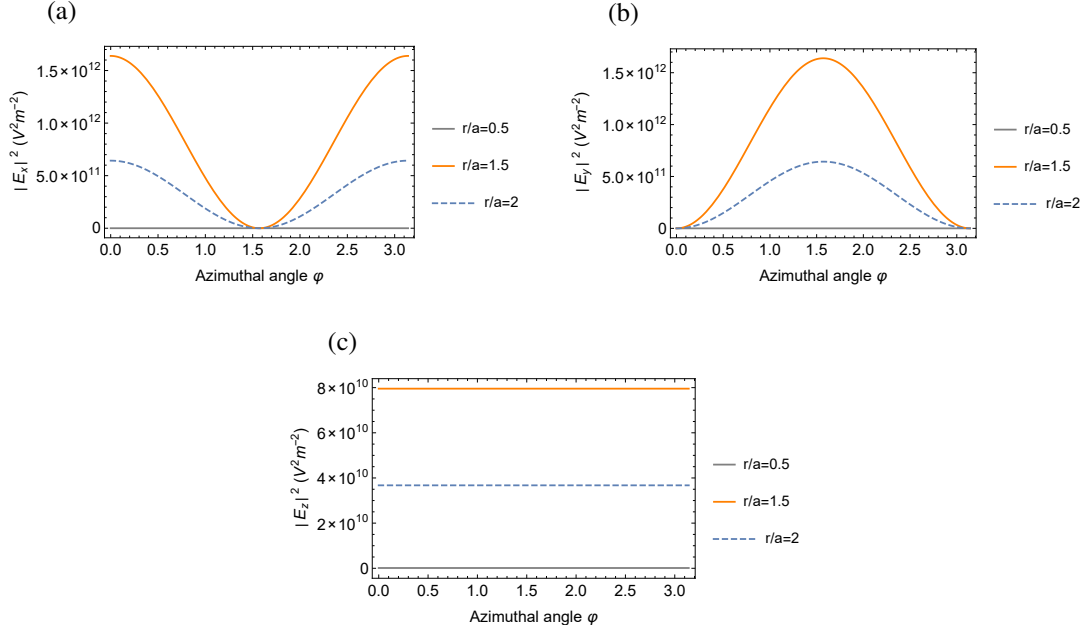 (a)
|Eₓ|² (V²m⁻²)
1.5×10¹²
1.0×10¹²
5.0×10¹¹
0
0.0 0.5 1.0 1.5 2.0 2.5 3.0
Azimuthal angle φ
r/a=0.5
r/a=1.5
r/a=2
(b)
|E_y|² (V²m⁻²)
1.5×10¹²
1.0×10¹²
5.0×10¹¹
0
0.0 0.5 1.0 1.5 2.0 2.5 3.0
Azimuthal angle φ
r/a=0.5
r/a=1.5
r/a=2
(c)
|E_z|² (V²m⁻²)
8×10¹⁰
6×10¹⁰
4×10¹⁰
2×10¹⁰
0
0.0 0.5 1.0 1.5 2.0 2.5 3.0
Azimuthal angle φ
r/a=0.5
r/a=1.5
r/a=2